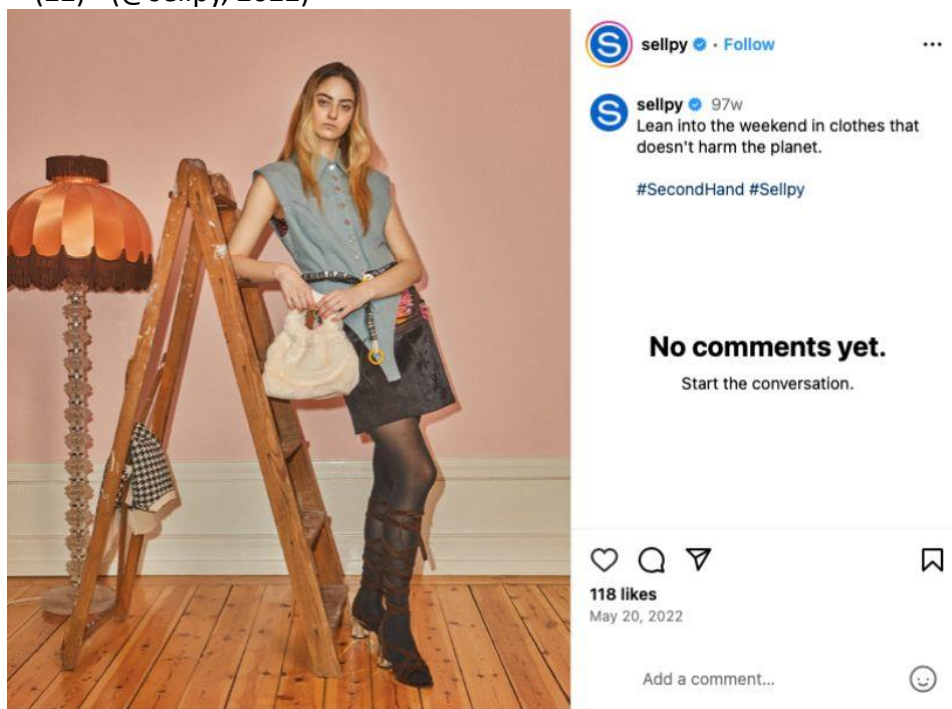 sellpy · Follow
sellpy 97w
Lean into the weekend in clothes that
doesn't harm the planet.
#SecondHand #Sellpy
No comments yet.
Start the conversation.
118 likes
May 20, 2022
Add a comment...